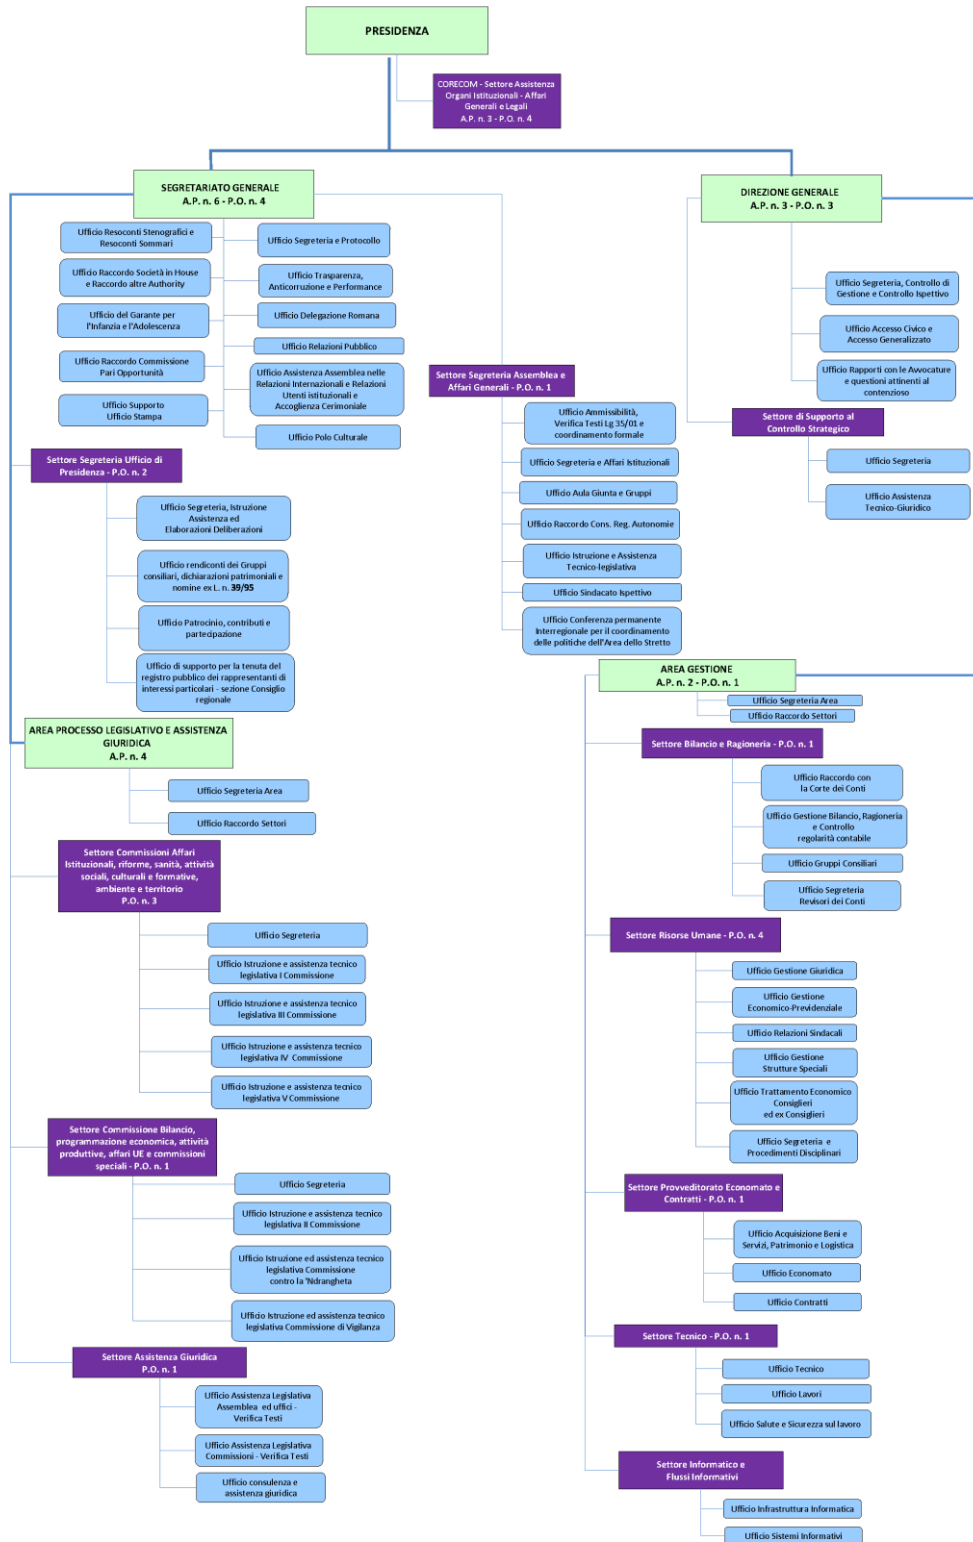 PRESIDENZA
CORECOM - Settore Assistenza
Organi Istituzionali - Affari
Generali e Legali
A.P. n. 3 - P.O. n. 4
SEGRETARIATO GENERALE
A.P. n. 6 - P.O. n. 4
Ufficio Resoconti Stenografici e
Resoconti Sommari
Ufficio Raccordo Società in House
e Raccordo altre Authority
Ufficio del Garante per
l'Infanzia e l'Adolescenza
Ufficio Raccordo Commissione
Pari Opportunità
Ufficio Supporto
Ufficio Stampa
Ufficio Segreteria e Protocollo
Ufficio Trasparenza,
Anticorruzione e Performance
Ufficio Delegazione Romana
Ufficio Relazioni Pubblico
Ufficio Assistenza Assemblea nelle
Relazioni Internazionali e Relazioni
Utenti istituzionali e
Accoglienza Cerimoniale
Ufficio Polo Culturale
Settore Segreteria Ufficio di
Presidenza - P.O. n. 2
Ufficio Segreteria, Istruzione
Assistenza ed
Elaborazioni Deliberazioni
Ufficio rendiconti dei Gruppi
consiliari, dichiarazioni patrimoniali e
nomine ex L. n. 39/95
Ufficio Patrocinio, contributi e
partecipazione
Ufficio di supporto per la tenuta del
registro pubblico dei rappresentanti di
interessi particolari - sezione Consiglio
regionale
Settore Segreteria Assemblea e
Affari Generali - P.O. n. 1
Ufficio Ammissibilità,
Verifica Testi Lg 35/01 e
coordinamento formale
Ufficio Segreteria e Affari Istituzionali
Ufficio Aula Giunta e Gruppi
Ufficio Raccordo Cons. Reg. Autonomie
Ufficio Istruzione e Assistenza
Tecnico-legislativa
Ufficio Sindacato Ispettivo
Ufficio Conferenza permanente
Interregionale per il coordinamento
delle politiche dell'Area dello Stretto
DIREZIONE GENERALE
A.P. n. 3 - P.O. n. 3
Ufficio Segreteria, Controllo di
Gestione e Controllo Ispettivo
Ufficio Accesso Civico e
Accesso Generalizzato
Ufficio Rapporti con le Avvocature
e questioni attinenti al
contenzioso
Settore di Supporto al
Controllo Strategico
Ufficio Segreteria
Ufficio Assistenza
Tecnico-Giuridico
AREA PROCESSO LEGISLATIVO E ASSISTENZA
GIURIDICA
A.P. n. 4
Ufficio Segreteria Area
Ufficio Raccordo Settori
Settore Commissioni Affari
Istituzionali, riforme, sanità, attività
sociali, culturali e formative,
ambiente e territorio
P.O. n. 3
Ufficio Segreteria
Ufficio Istruzione e assistenza tecnico
legislativa I Commissione
Ufficio Istruzione e assistenza tecnico
legislativa III Commissione
Ufficio Istruzione e assistenza tecnico
legislativa IV Commissione
Ufficio Istruzione e assistenza tecnico
legislativa V Commissione
Settore Commissione Bilancio,
programmazione economica, attività
produttive, affari UE e commissioni
speciali - P.O. n. 1
Ufficio Segreteria
Ufficio Istruzione e assistenza tecnico
legislativa II Commissione
Ufficio Istruzione ed assistenza tecnico
legislativa Commissione
contro la 'Ndrangheta
Ufficio Istruzione ed assistenza tecnico
legislativa Commissione di Vigilanza
Settore Assistenza Giuridica
P.O. n. 1
Ufficio Assistenza Legislativa
Assemblea ed uffici -
Verifica Testi
Ufficio Assistenza Legislativa
Commissioni - Verifica Testi
Ufficio consulenza e
assistenza giuridica
AREA GESTIONE
A.P. n. 2 - P.O. n. 1
Ufficio Segreteria Area
Ufficio Raccordo Settori
Settore Bilancio e Ragioneria - P.O. n. 1
Ufficio Raccordo con
la Corte dei Conti
Ufficio Gestione Bilancio, Ragioneria
e Controllo
regolarità contabile
Ufficio Gruppi Consiliari
Ufficio Segreteria
Revisori dei Conti
Settore Risorse Umane - P.O. n. 4
Ufficio Gestione Giuridica
Ufficio Gestione
Economico-Previdenziale
Ufficio Relazioni Sindacali
Ufficio Gestione
Strutture Speciali
Ufficio Trattamento Economico
Consiglieri
ed ex Consiglieri
Ufficio Segreteria e
Procedimenti Disciplinari
Settore Provveditorato Economato e
Contratti - P.O. n. 1
Ufficio Acquisizione Beni e
Servizi, Patrimonio e Logistica
Ufficio Economato
Ufficio Contratti
Settore Tecnico - P.O. n. 1
Ufficio Tecnico
Ufficio Lavori
Ufficio Salute e Sicurezza sul lavoro
Settore Informatico e
Flussi Informativi
Ufficio Infrastruttura Informatica
Ufficio Sistemi Informativi